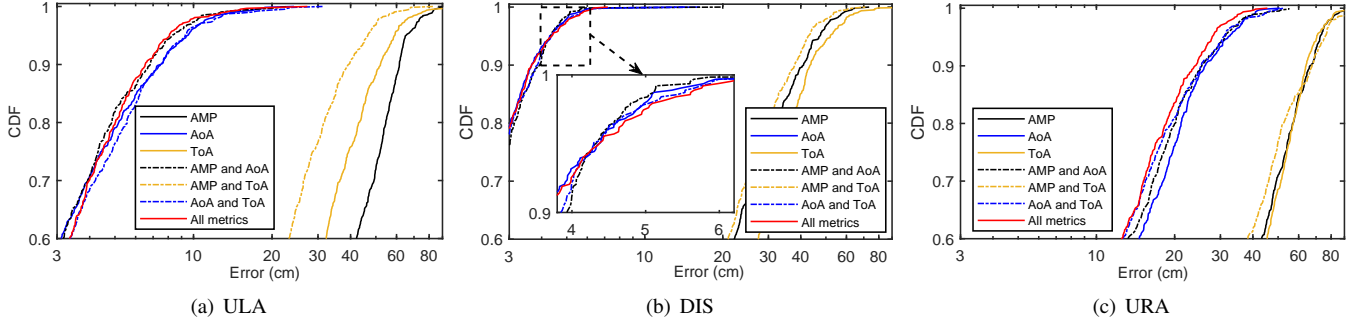 1
0.9
0.8
0.7
0.6
CDF
AMP
AoA
ToA
AMP and AoA
AMP and ToA
AoA and ToA
All metrics
3 10 20 30 40 60 80
Error (cm)
(a) ULA
1
0.9
0.8
0.7
0.6
CDF
1
0.9
4 5 6
AMP
AoA
ToA
AMP and AoA
AMP and ToA
AoA and ToA
All metrics
3 10 20 30 40 60 80
Error (cm)
(b) DIS
1
0.9
0.8
0.7
0.6
CDF
AMP
AoA
ToA
AMP and AoA
AMP and ToA
AoA and ToA
All metrics
3 10 20 30 40 60 80
Error (cm)
(c) URA